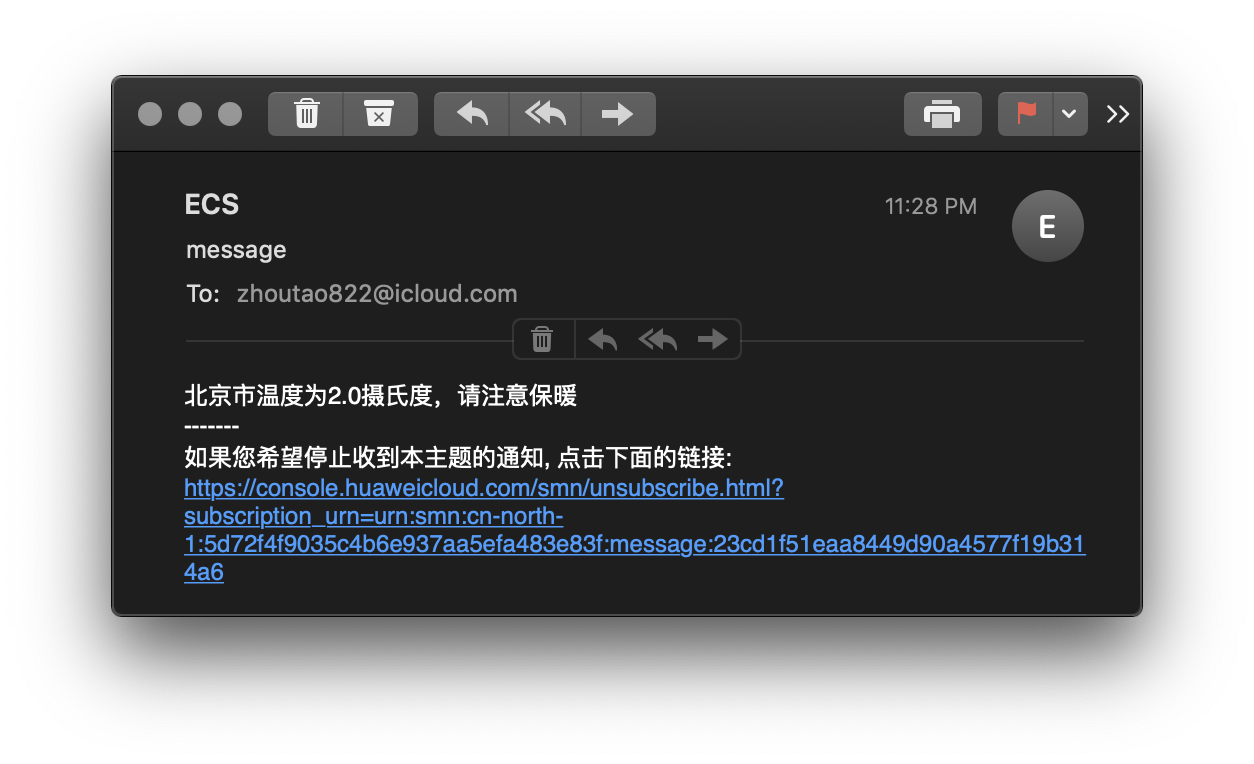 ECS
11:28 PM
E
message
To: zhoutao822@icloud.com
北京市温度为2.0摄氏度，请注意保暖
-------
如果您希望停止收到本主题的通知, 点击下面的链接:
https://console.huaweicloud.com/smn/unsubscribe.html?
subscription_urn=urn:smn:cn-north-
1:5d72f4f9035c4b6e937aa5efa483e83f:message:23cd1f51eaa8449d90a4577f19b31
4a6